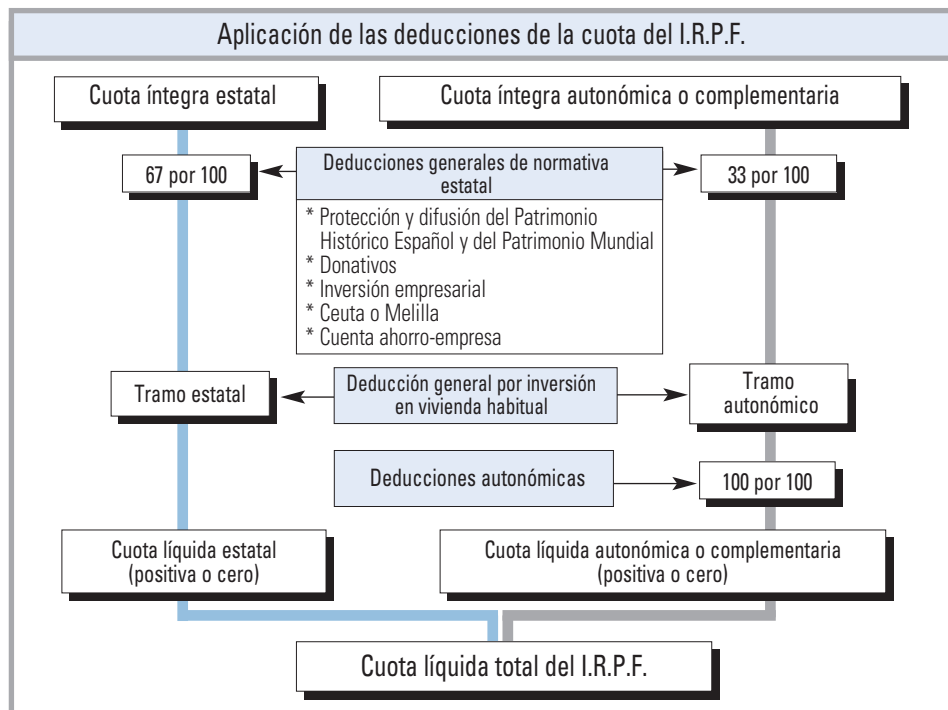 Aplicación de las deducciones de la cuota del I.R.P.F.
Cuota íntegra estatal
Cuota íntegra autonómica o complementaria
67 por 100
Deducciones generales de normativa
estatal
33 por 100
* Protección y difusión del Patrimonio
Histórico Español y del Patrimonio Mundial
* Donativos
* Inversión empresarial
* Ceuta o Melilla
* Cuenta ahorro-empresa
Tramo estatal
Deducción general por inversión
en vivienda habitual
Tramo
autonómico
Deducciones autonómicas
100 por 100
Cuota líquida estatal
(positiva o cero)
Cuota líquida autonómica o complementaria
(positiva o cero)
Cuota líquida total del I.R.P.F.